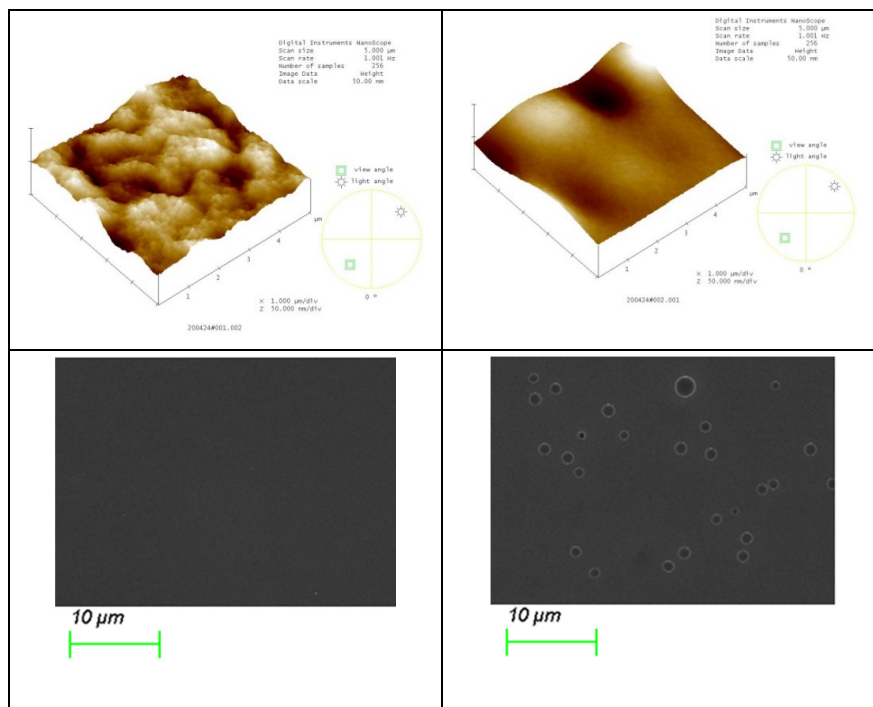 Digital Instruments NanoScope
Scan size 5.000 µm
Scan rate 1.001 Hz
Number of samples 256
Image Data Height
Data scale 50.00 nm
view angle
light angle
µm
4
3
2
1
0 º
X 1.000 µm/div
Z 50.000 nm/div
200424#001.002
Digital Instruments NanoScope
Scan size 5.000 µm
Scan rate 1.001 Hz
Number of samples 256
Image Data Height
Data scale 50.00 nm
view angle
light angle
µm
4
3
2
1
0 º
X 1.000 µm/div
Z 50.000 nm/div
200424#002.001
10 µm
10 µm